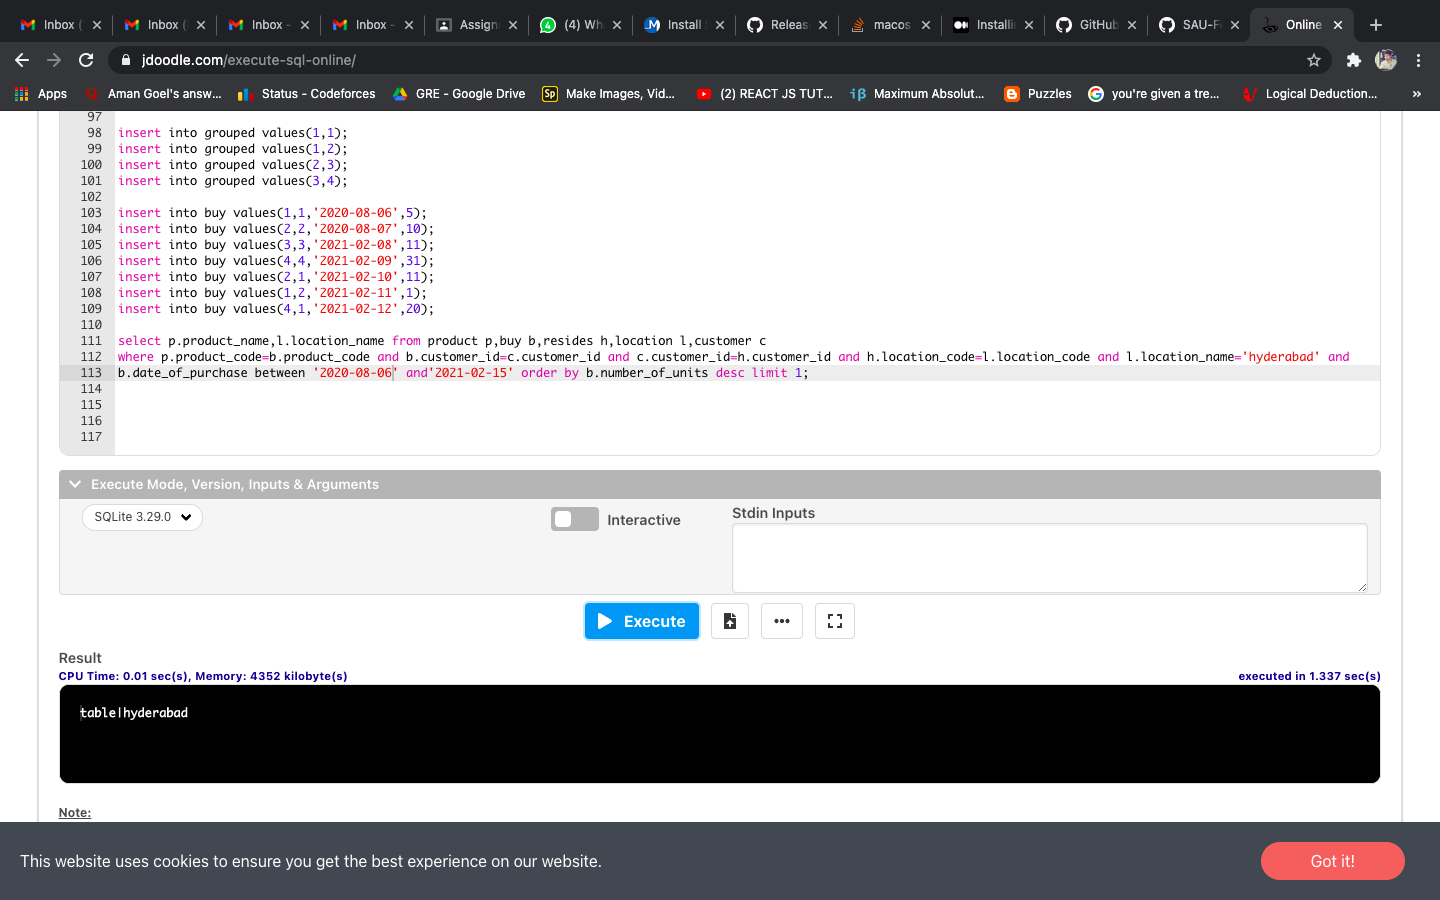 Inbox (
Inbox (
Inbox -
Inbox -
Assign
(4) Wh
Install
Releas
macos
Installi
GitHub
SAU-F
Online
jdoodle.com/execute-sql-online/
Apps
Aman Goel's answ...
Status - Codeforces
GRE - Google Drive
Make Images, Vid...
(2) REACT JS TUT...
Maximum Absolut...
Puzzles
you're given a tre...
Logical Deduction...
»
97
98 insert into grouped values(1,1);
99 insert into grouped values(1,2);
100 insert into grouped values(2,3);
101 insert into grouped values(3,4);
102
103 insert into buy values(1,1,'2020-08-06',5);
104 insert into buy values(2,2,'2020-08-07',10);
105 insert into buy values(3,3,'2021-02-08',11);
106 insert into buy values(4,4,'2021-02-09',31);
107 insert into buy values(2,1,'2021-02-10',11);
108 insert into buy values(1,2,'2021-02-11',1);
109 insert into buy values(4,1,'2021-02-12',20);
110
111 select p.product_name,l.location_name from product p,buy b,resides h,location l,customer c
112 where p.product_code=b.product_code and b.customer_id=c.customer_id and c.customer_id=h.customer_id and h.location_code=l.location_code and l.location_name='hyderabad' and
113 b.date_of_purchase between '2020-08-06' and'2021-02-15' order by b.number_of_units desc limit 1;
114
115
116
117
Execute Mode, Version, Inputs & Arguments
SQLite 3.29.0
Interactive
Stdin Inputs
Execute
Result
CPU Time: 0.01 sec(s), Memory: 4352 kilobyte(s)
executed in 1.337 sec(s)
table|hyderabad
Note:
This website uses cookies to ensure you get the best experience on our website.
Got it!